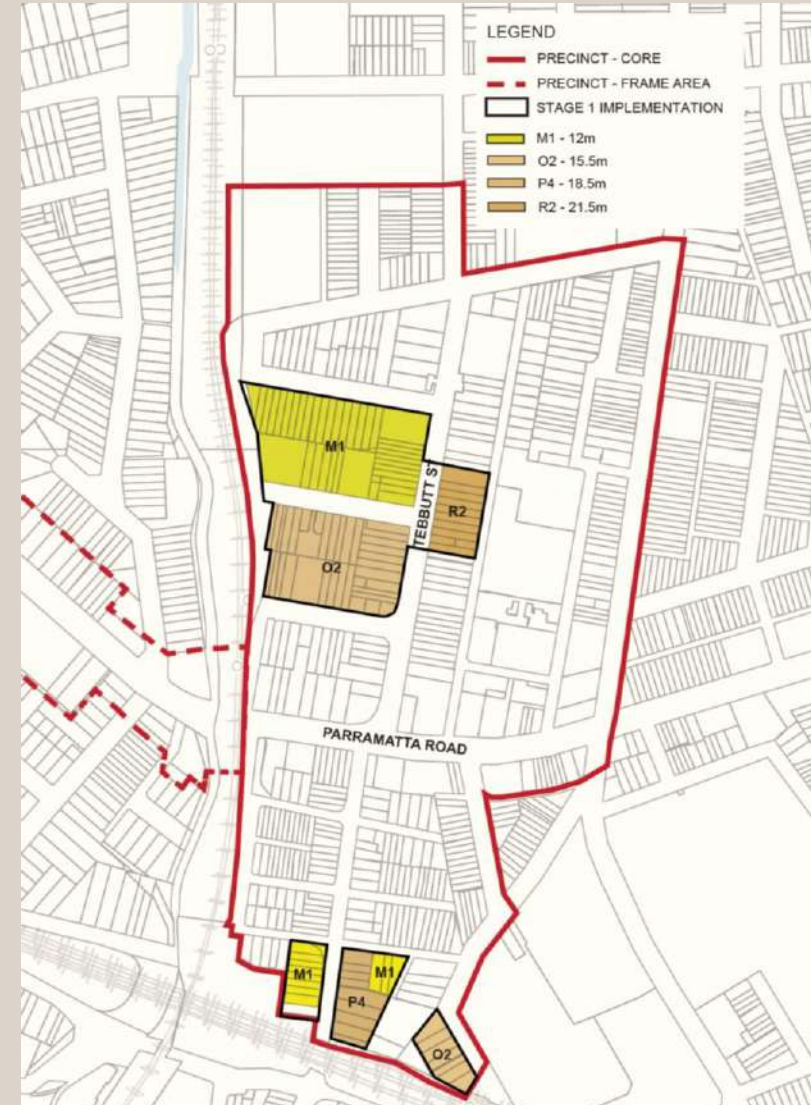 LEGEND
PRECINCT - CORE
PRECINCT - FRAME AREA
STAGE 1 IMPLEMENTATION
M1 - 12m
O2 - 15.5m
P4 - 18.5m
R2 - 21.5m
M1
TEBBUTT ST
R2
O2
PARRAMATTA ROAD
M1
M1
P4
O2